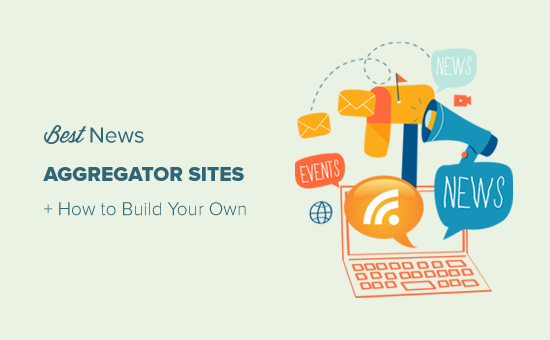 Best News
AGGREGATOR SITES
+ How to Build Your Own
NEWS
EVENTS
NEWS